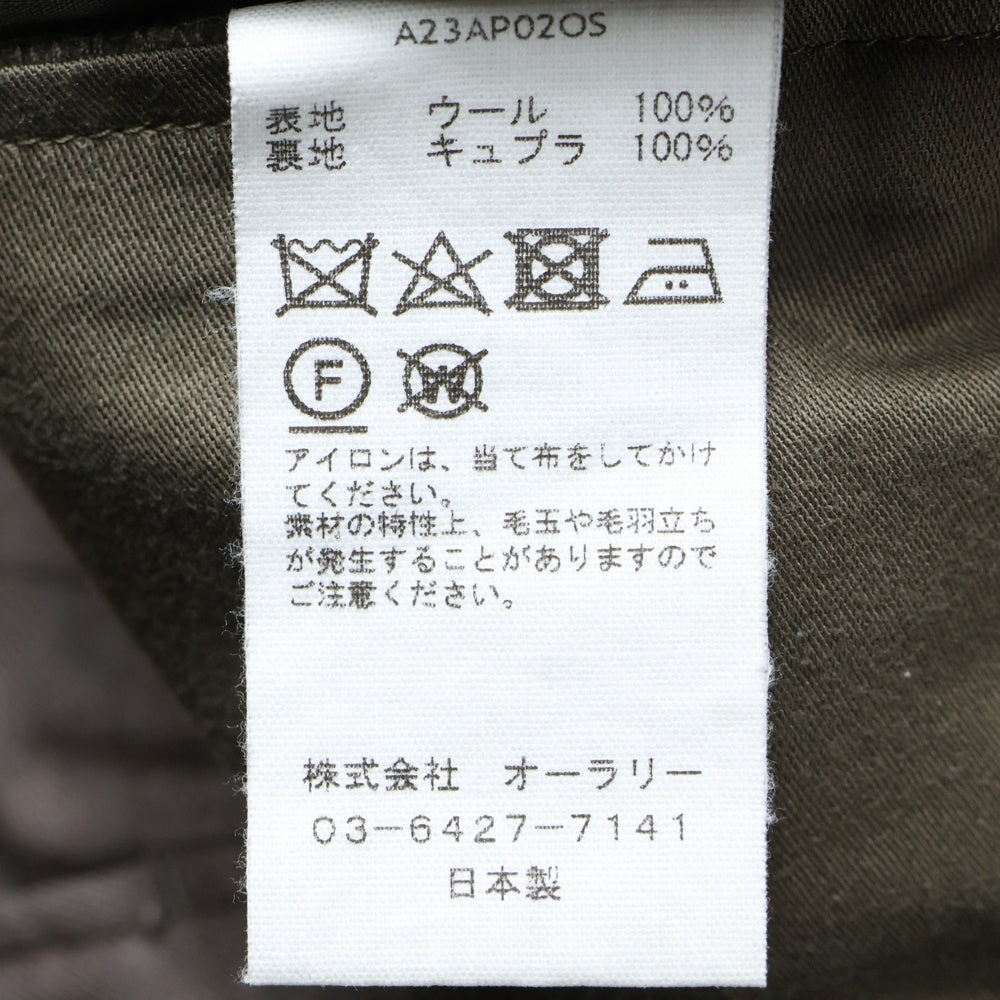 A23AP02OS
表地 ウール 100%
裏地 キュプラ 100%
F W
アイロンは、当て布をしてかけ
てください。
素材の特性上、毛玉や毛羽立ち
が発生することがありますので
ご注意ください。
株式会社 オーラリー
03-6427-7141
日本製